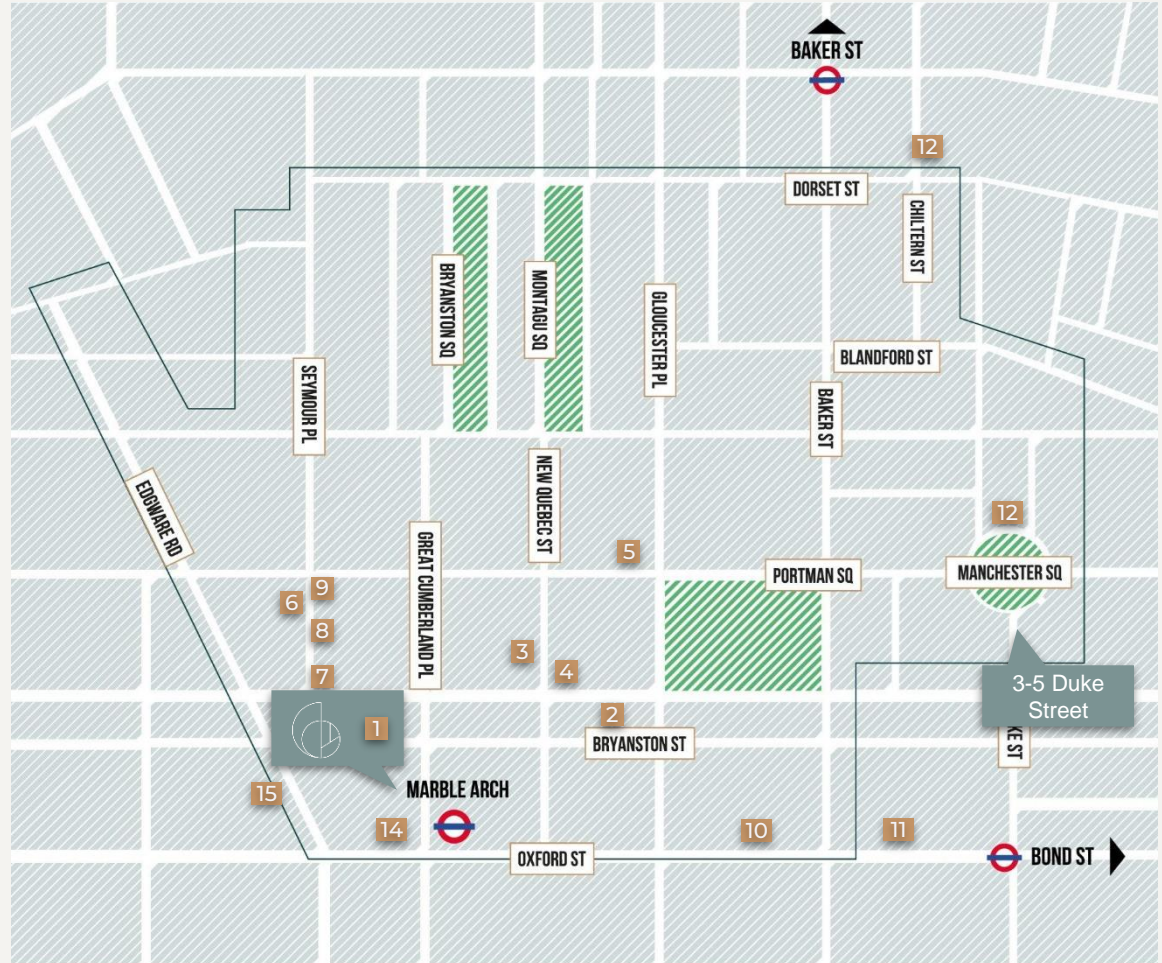 BAKER ST
12
DORSET ST
CHILTERN ST
BRYANSTON SQ
MONTAGU SQ
GLOUCESTER PL
BLANDFORD ST
SEYMOUR PL
BAKER ST
NEW QUEBEC ST
EDGWARE RD
12
GREAT CUMBERLAND PL
5
PORTMAN SQ
MANCHESTER SQ
9
6
8
3
4
7
3-5 Duke
Street
2
1
BRYANSTON ST
KE ST
MARBLE ARCH
15
14
10
11
OXFORD ST
BOND ST